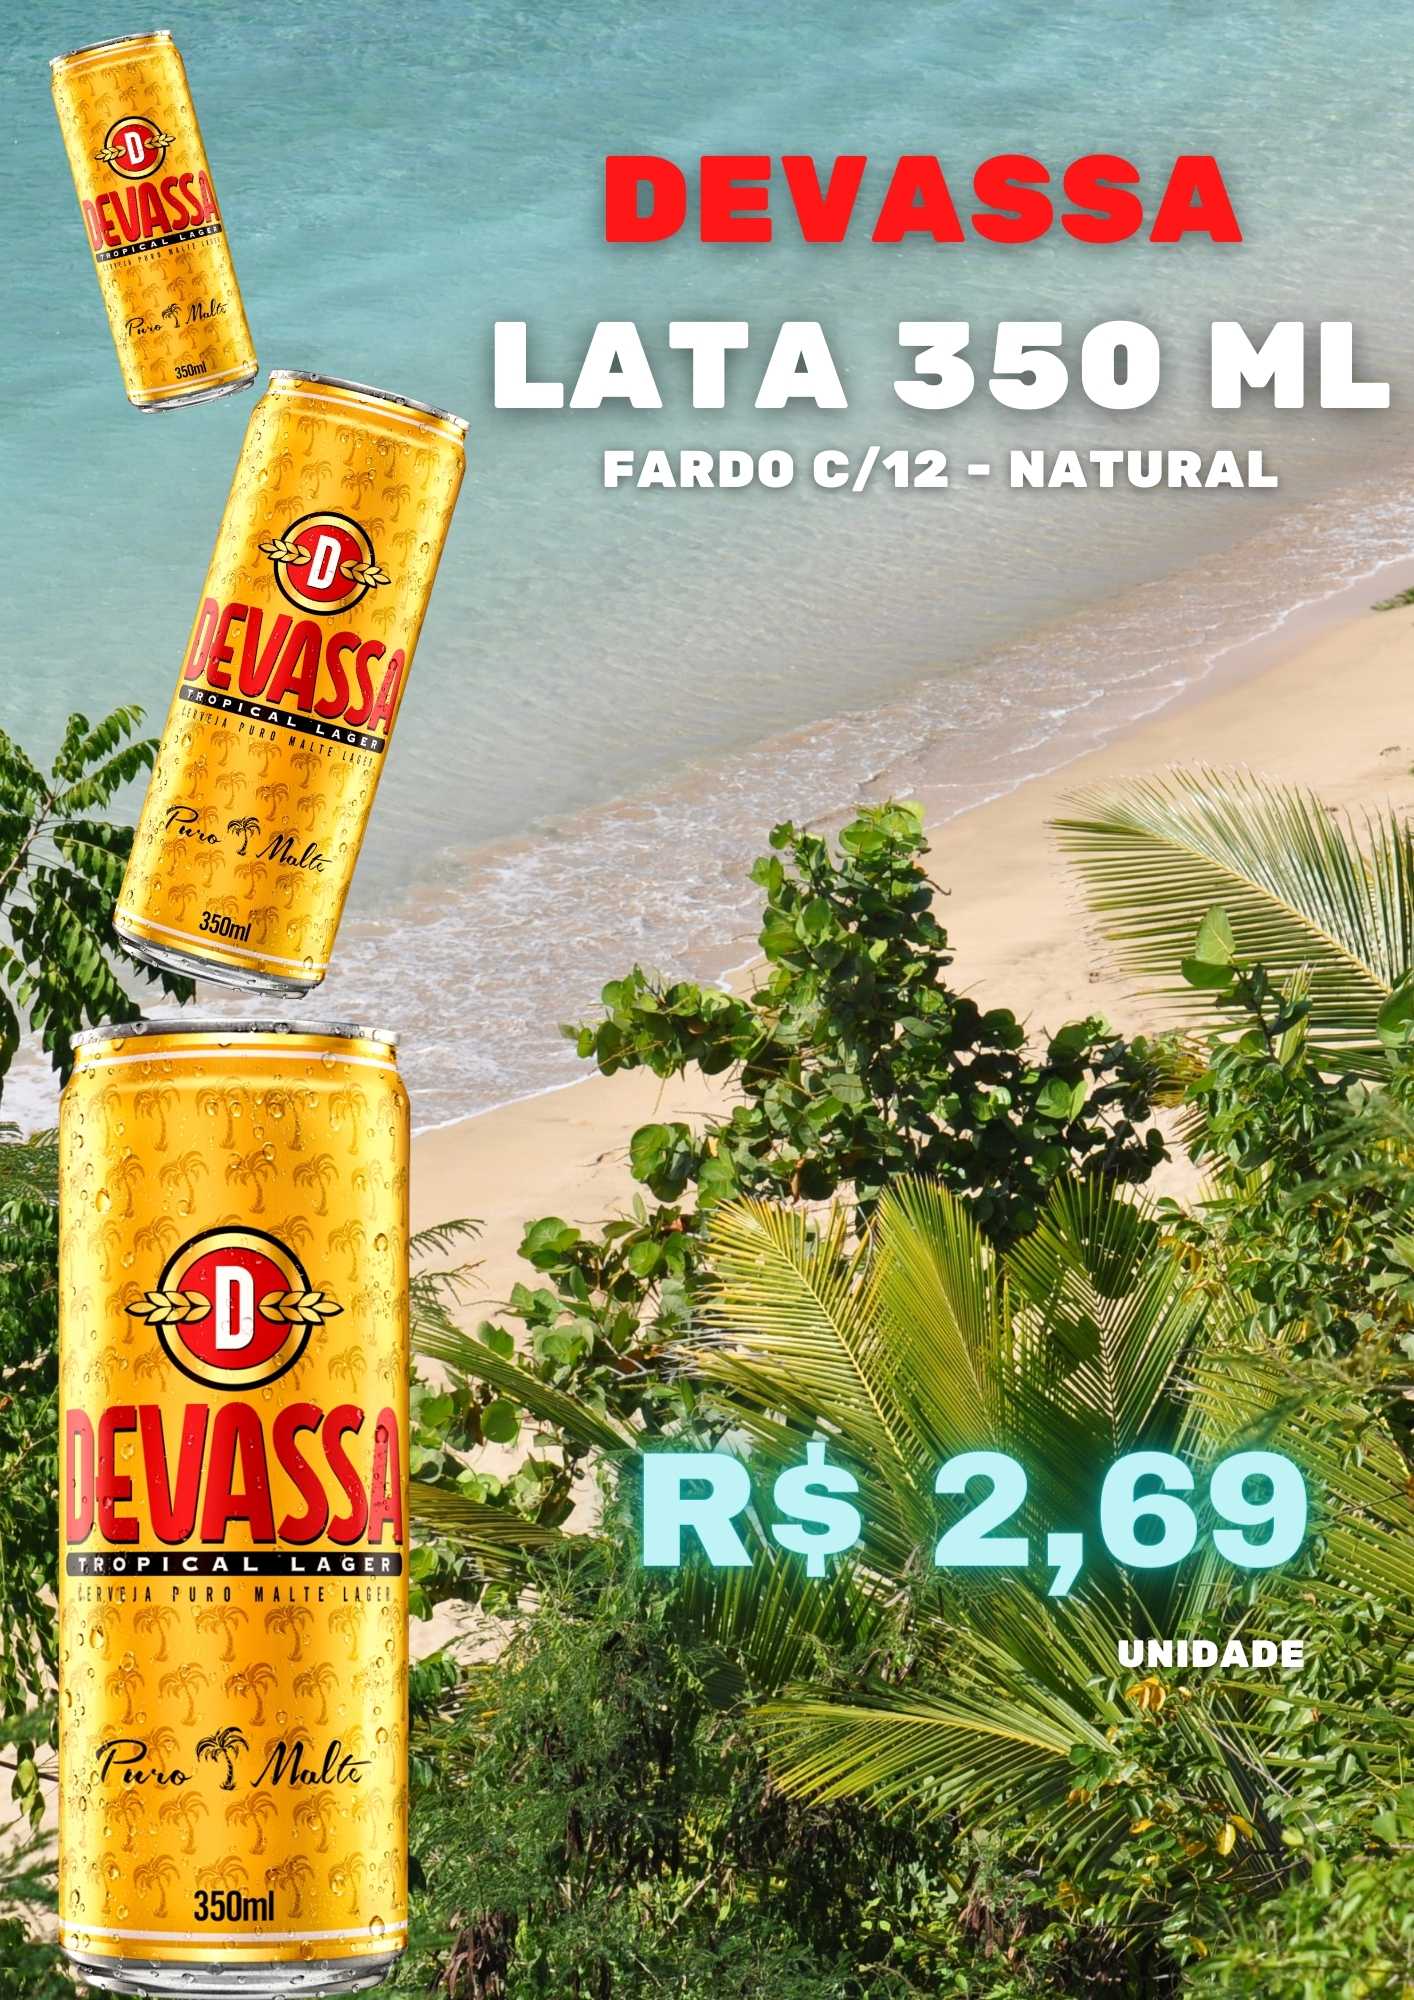 D
DEVASSA
TROPICAL LAGER
CERVEJA PURO MALTE LAGER
Puro Malte
350ml
DEVASSA
LATA 350 ML
FARDO C/12 - NATURAL
D
DEVASSA
TROPICAL LAGER
CERVEJA PURO MALTE LAGER
Puro Malte
350ml
D
DEVASSA
TROPICAL LAGER
CERVEJA PURO MALTE LAGER
Puro Malte
350ml
R$ 2,69
UNIDADE